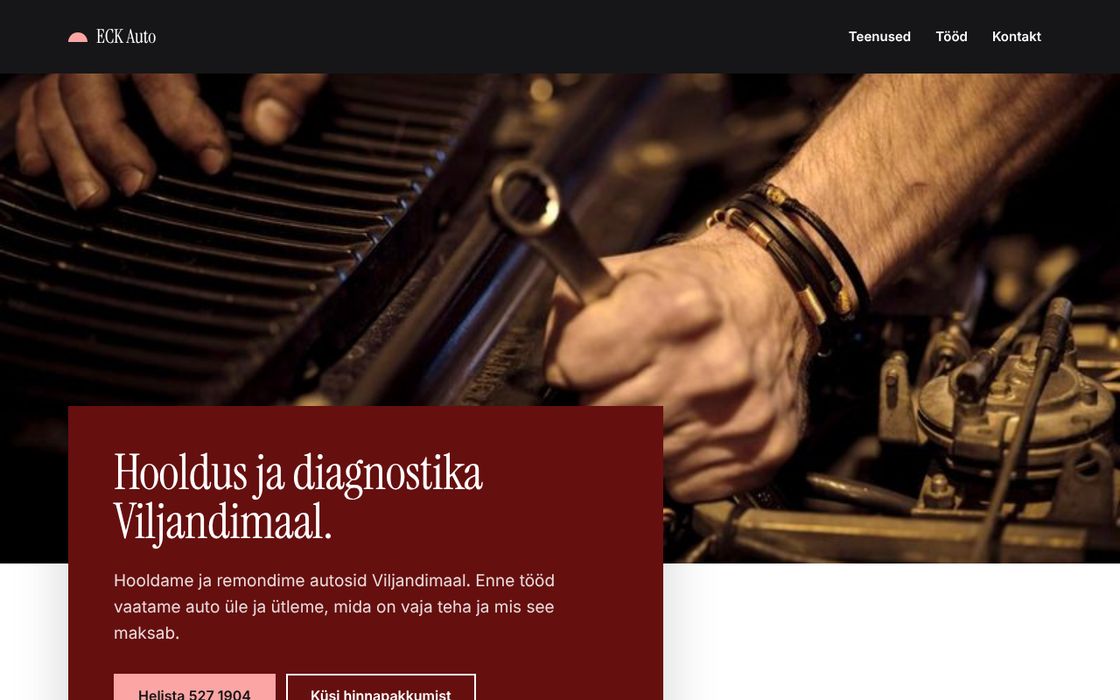 ECK Auto
Teenused Tööd Kontakt
Hooldus ja diagnostika
Viljandimaal.
Hooldame ja remondime autosid Viljandimaal. Enne tööd
vaatame auto üle ja ütleme, mida on vaja teha ja mis see
maksab.
Helista 527 1904 Küsi hinnapakkumist